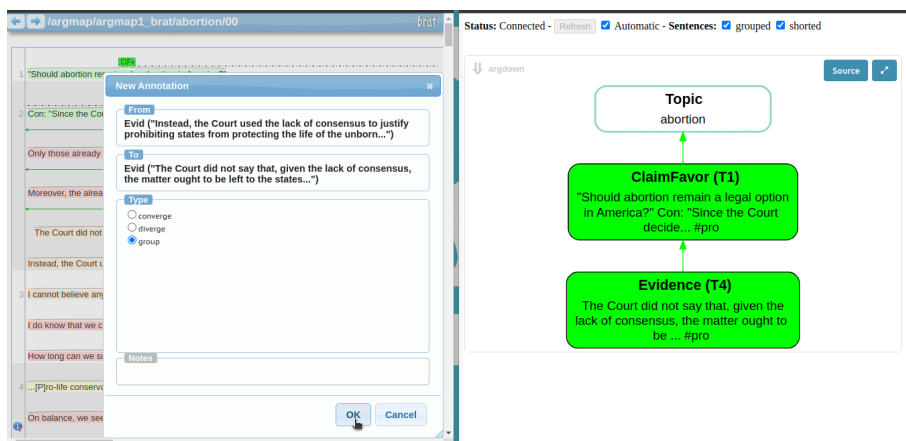 /argmap/argmap1_brat/abortion/00
brat
CiFv
1 "Should abortion
2 Con: "Since the
Only those already
Moreover, the
The Court did not
Instead, the Court
3 I cannot believe
I do know that we
How long can we
4 ...[P]ro-life
On balance, we see
New Annotation
×
From
Evid ("Instead, the Court used the lack of consensus to justify
prohibiting states from protecting the life of the unborn...")
To
Evid ("The Court did not say that, given the lack of consensus,
the matter ought to be left to the states...")
Type
converge
diverge
group
Notes
OK
Cancel
Status: Connected - Refresh Automatic - Sentences: grouped shorted
argdown
Source
Topic
abortion
ClaimFavor (T1)
"Should abortion remain a legal option
in America?" Con: "Since the Court
decide... #pro
Evidence (T4)
The Court did not say that, given the
lack of consensus, the matter ought to
be ... #pro